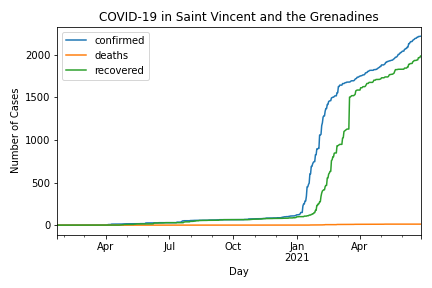 COVID-19 in Saint Vincent and the Grenadines
confirmed
deaths
recovered
Number of Cases
2000
1500
1000
500
0
Apr Jul Oct Jan Apr
2021
Day